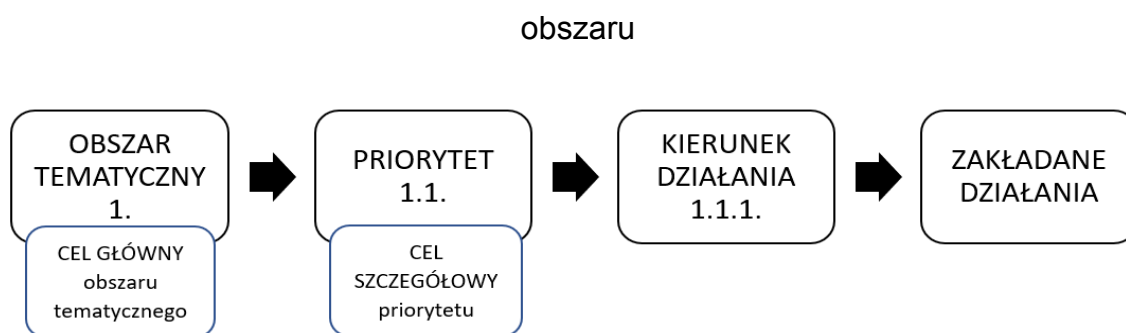 obszaru
OBSZAR
TEMATYCZNY
1.
CEL GŁÓWNY
obszaru
tematycznego
PRIORYTET
1.1.
CEL
SZCZEGÓŁOWY
priorytetu
KIERUNEK
DZIAŁANIA
1.1.1.
ZAKŁADANE
DZIAŁANIA